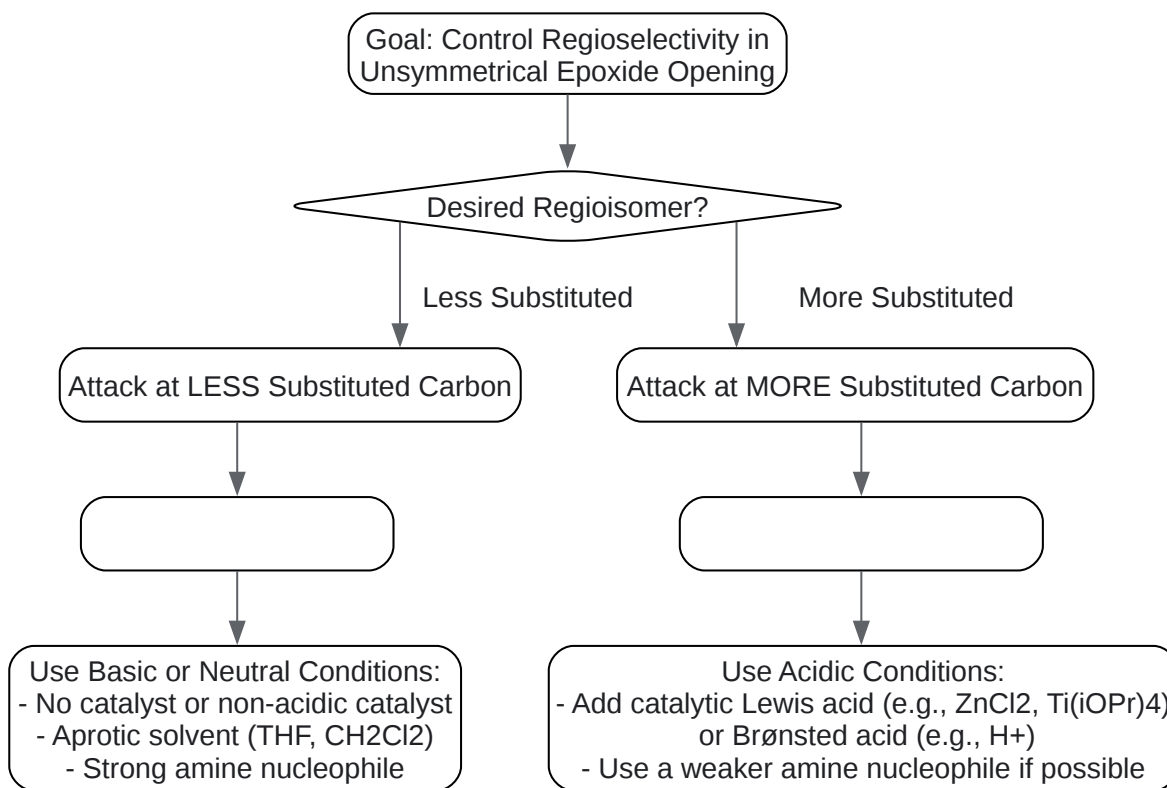 Goal: Control Regioselectivity in
Unsymmetrical Epoxide Opening
Desired Regioisomer?
Less Substituted
More Substituted
Attack at LESS Substituted Carbon
Attack at MORE Substituted Carbon
Use Basic or Neutral Conditions:
- No catalyst or non-acidic catalyst
- Aprotic solvent (THF, CH2Cl2)
- Strong amine nucleophile
Use Acidic Conditions:
- Add catalytic Lewis acid (e.g., ZnCl2, Ti(iOPr)4)
or Brønsted acid (e.g., H+)
- Use a weaker amine nucleophile if possible